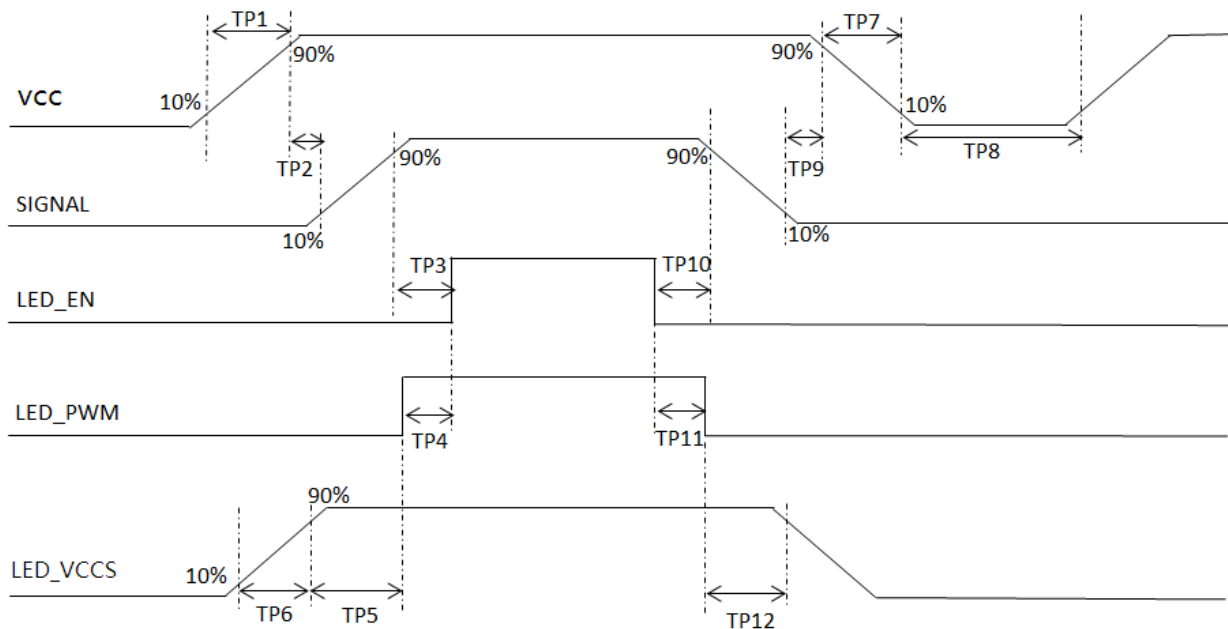 TP1
TP7
90%
90%
VCC
10%
10%
TP2
TP9
TP8
90%
90%
SIGNAL
10%
10%
TP3
TP10
LED_EN
LED_PWM
TP4
TP11
90%
LED_VCCS
10%
TP6
TP5
TP12